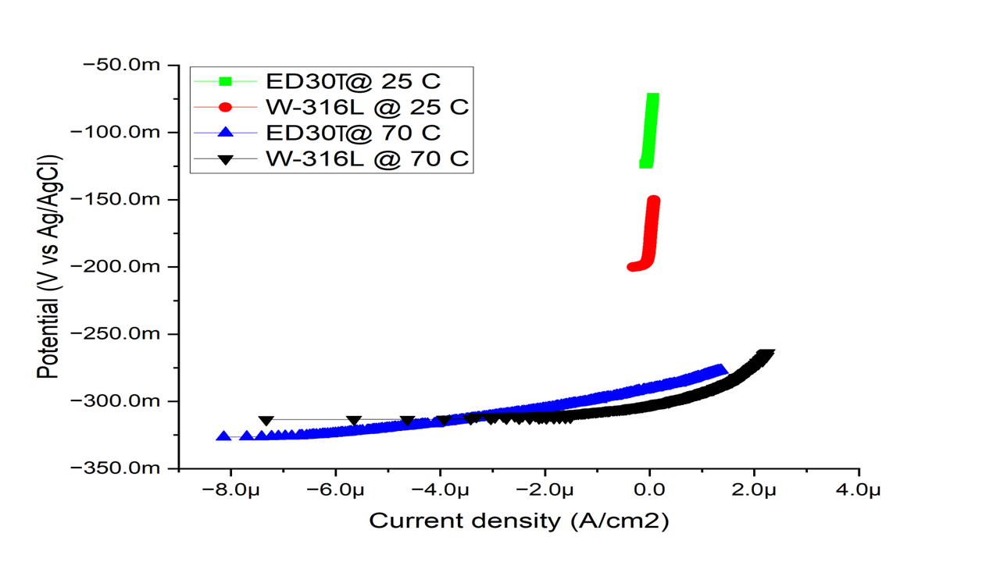 −50.0m
−100.0m
−150.0m
−200.0m
−250.0m
−300.0m
−350.0m
Potential (V vs Ag/AgCl)
ED30T@ 25 C
W-316L @ 25 C
ED30T@ 70 C
W-316L @ 70 C
−8.0µ −6.0µ −4.0µ −2.0µ 0.0 2.0µ 4.0µ
Current density (A/cm2)